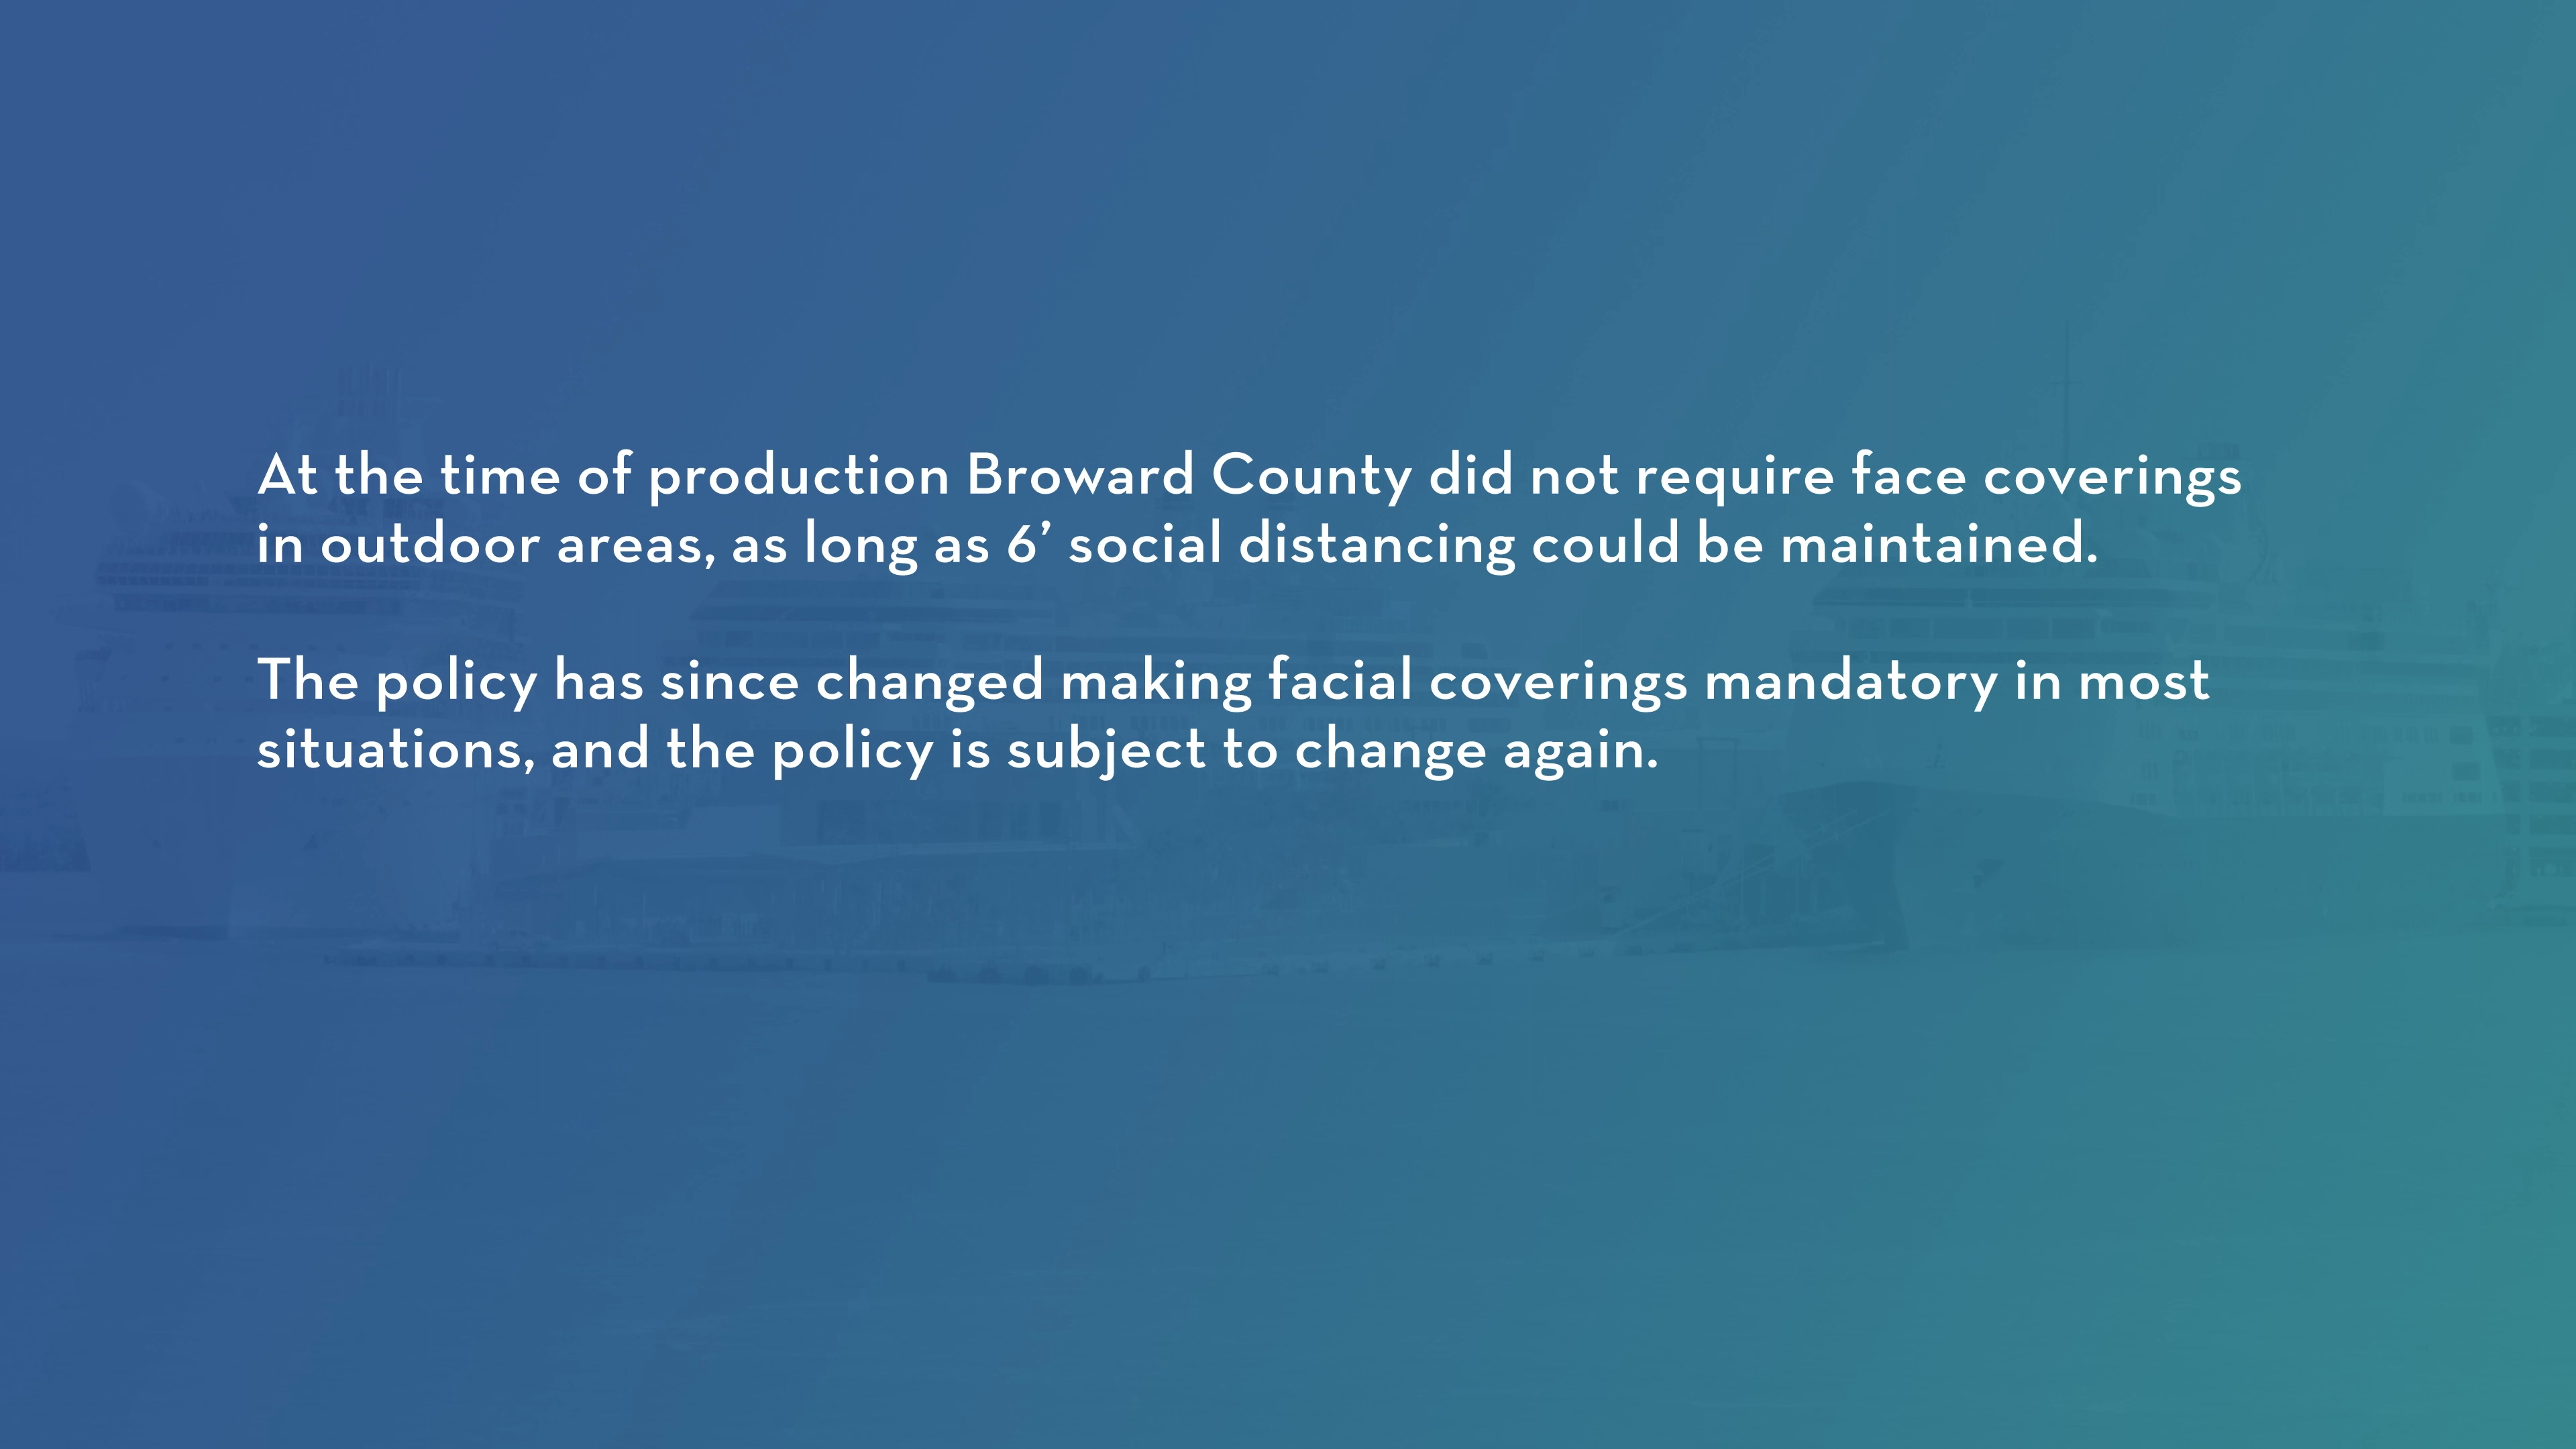 At the time of production Broward County did not require face coverings
in outdoor areas, as long as 6’ social distancing could be maintained.
The policy has since changed making facial coverings mandatory in most
situations, and the policy is subject to change again.